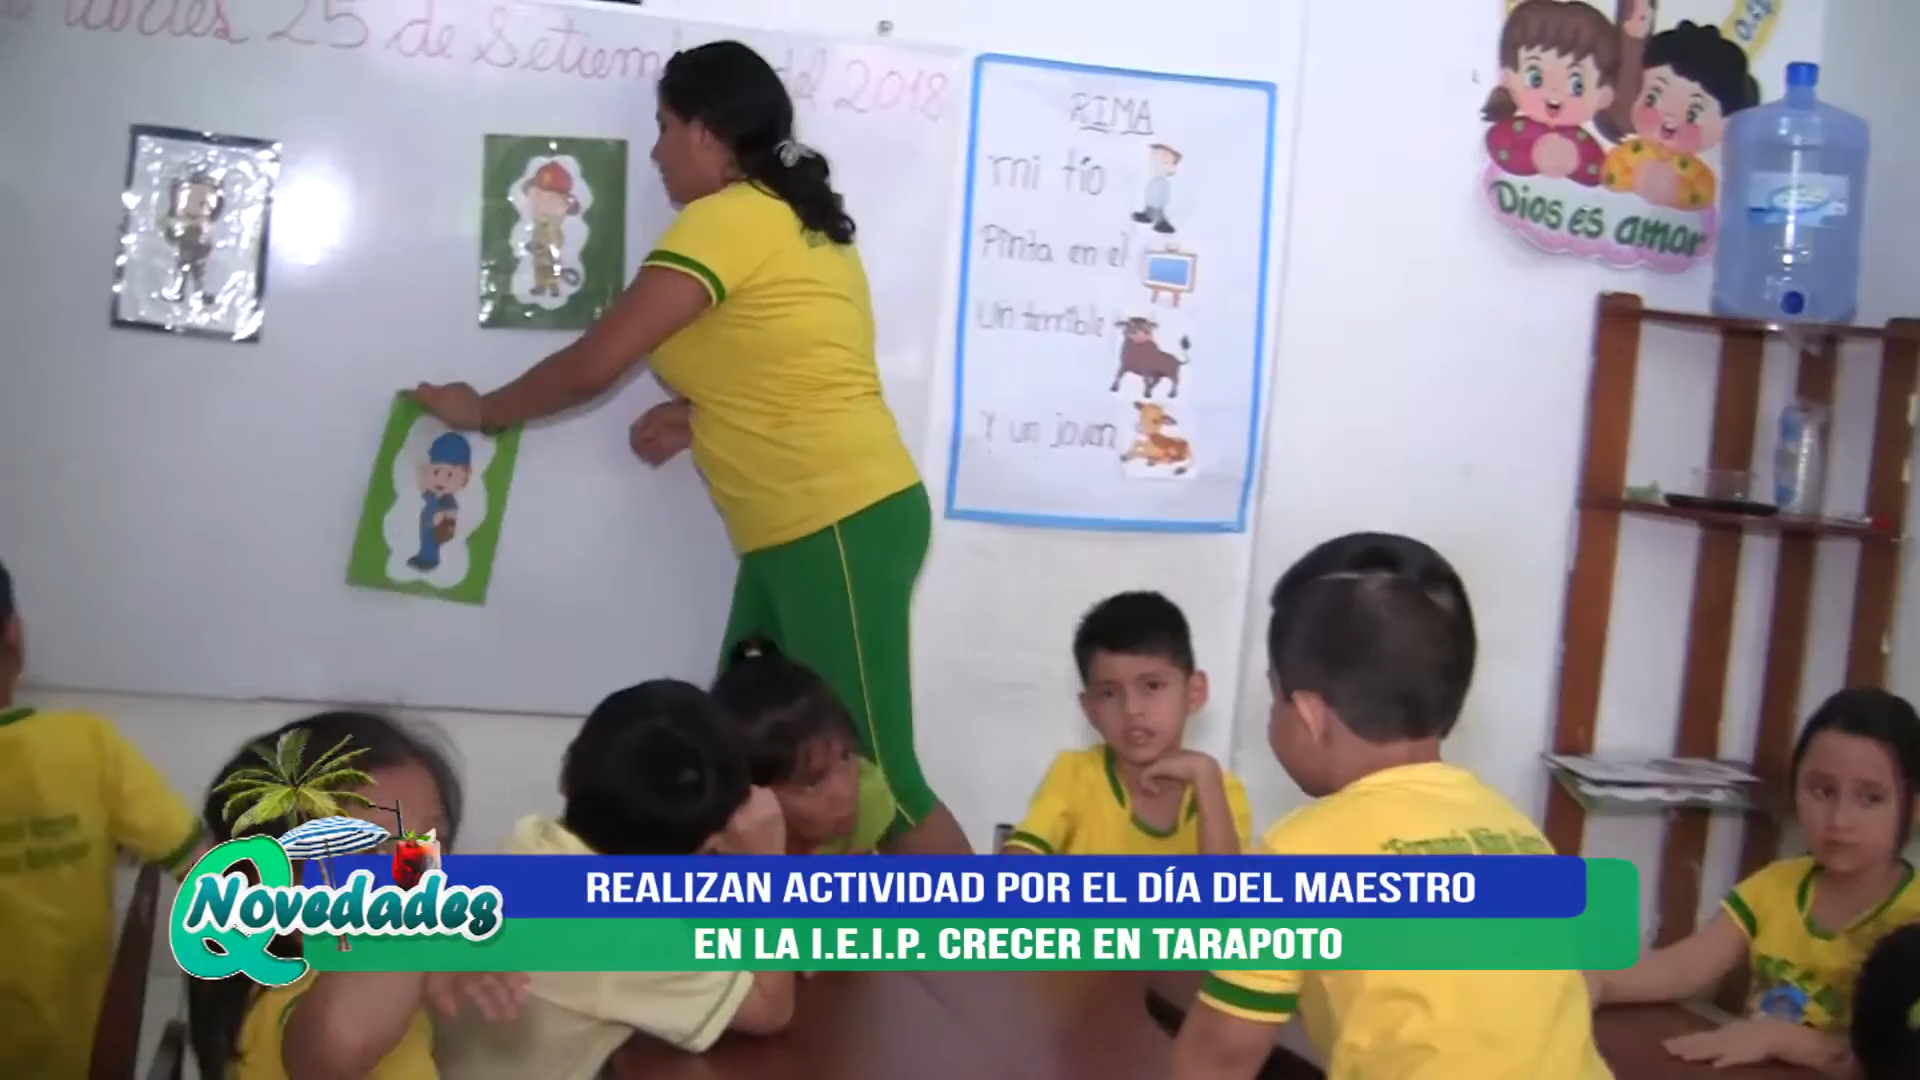 25 de Setiem
del 2018
RIMA
mi tío
Pinta en el
Un terrible
Y un joven
Dios es amor
Q Novedades
REALIZAN ACTIVIDAD POR EL DÍA DEL MAESTRO
EN LA I.E.I.P. CRECER EN TARAPOTO